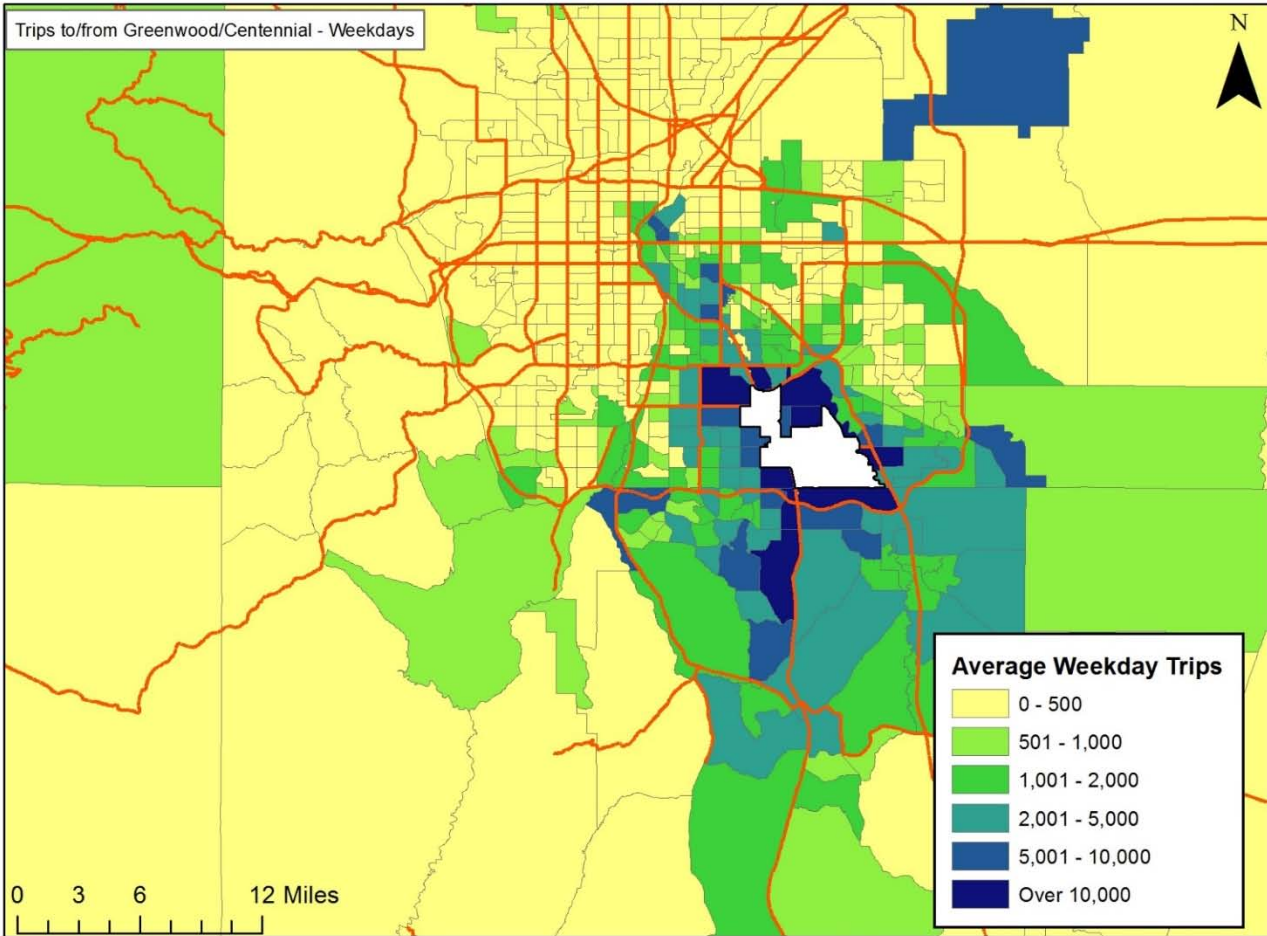 Trips to/from Greenwood/Centennial - Weekdays
N
Average Weekday Trips
0 - 500
501 - 1,000
1,001 - 2,000
2,001 - 5,000
5,001 - 10,000
Over 10,000
0 3 6 12 Miles